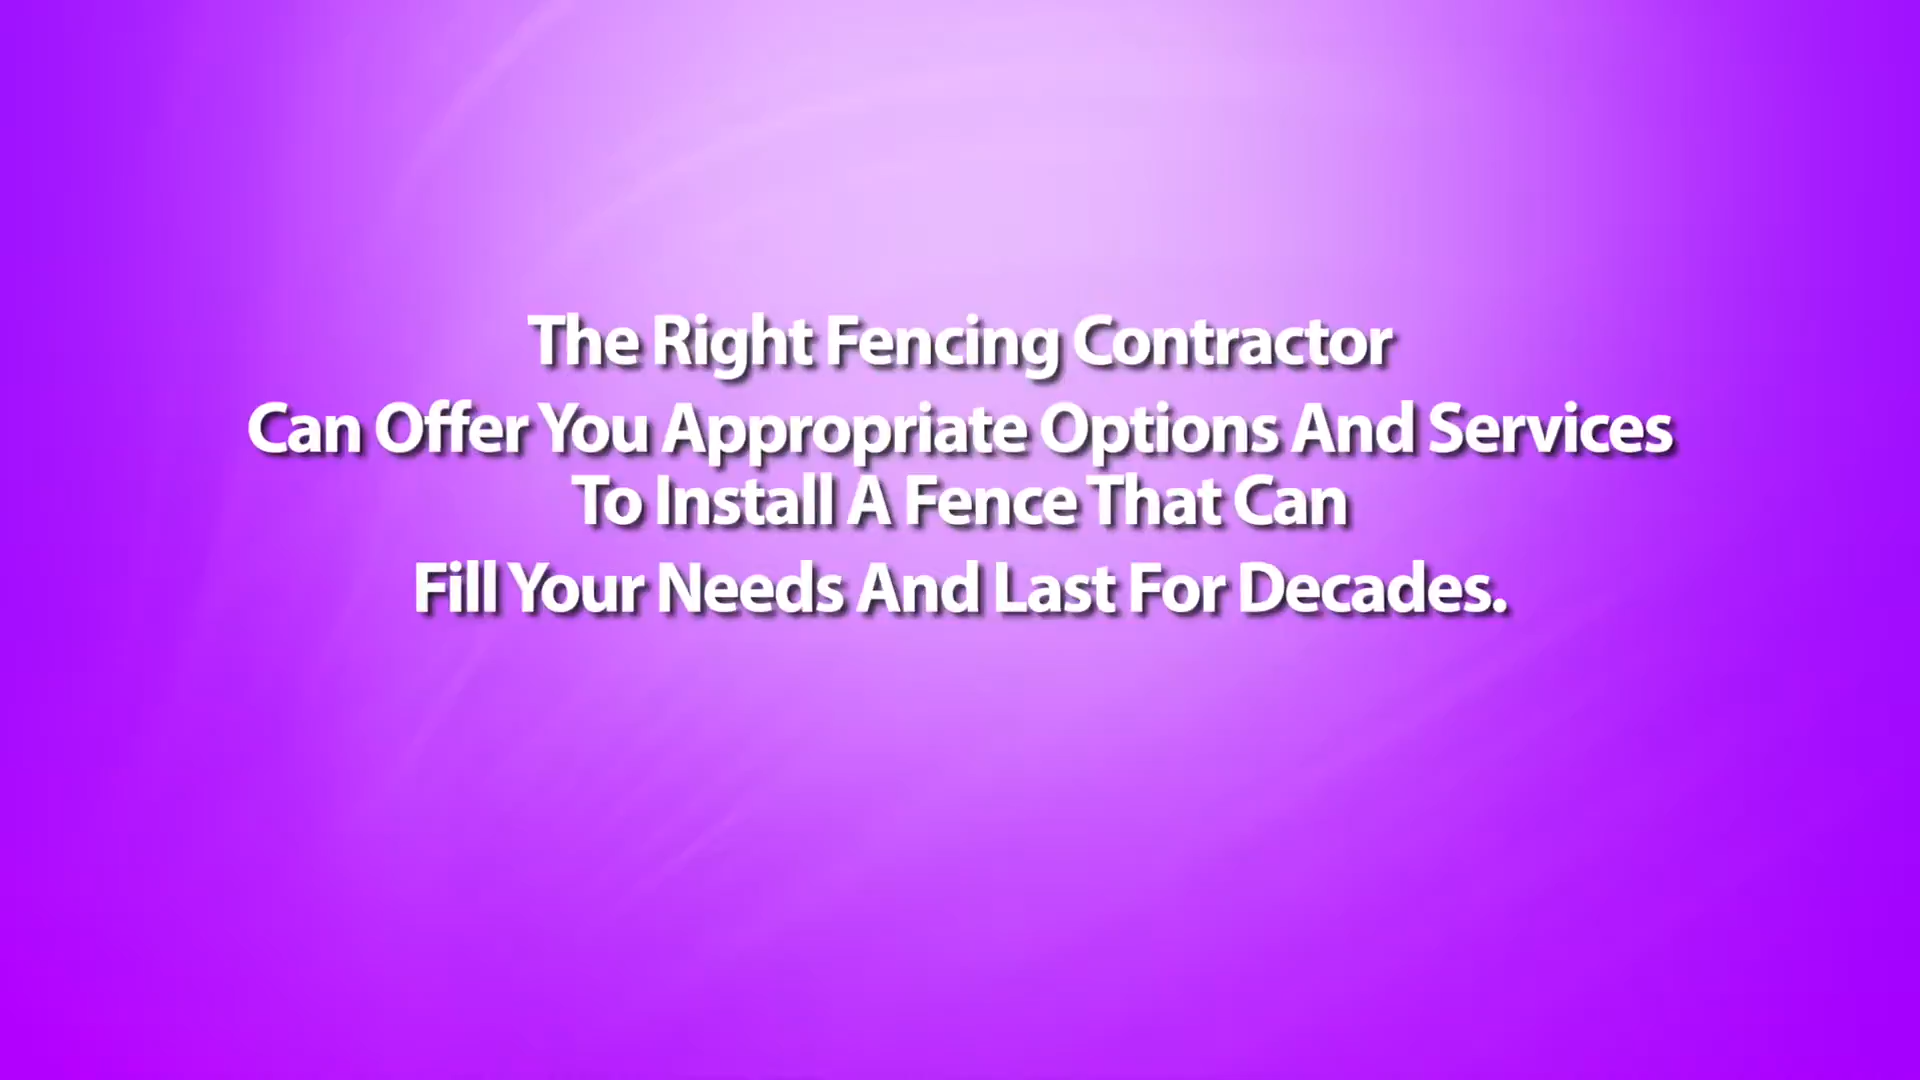 The Right Fencing Contractor
Can Offer You Appropriate Options And Services
To Install A Fence That Can
Fill Your Needs And Last For Decades.